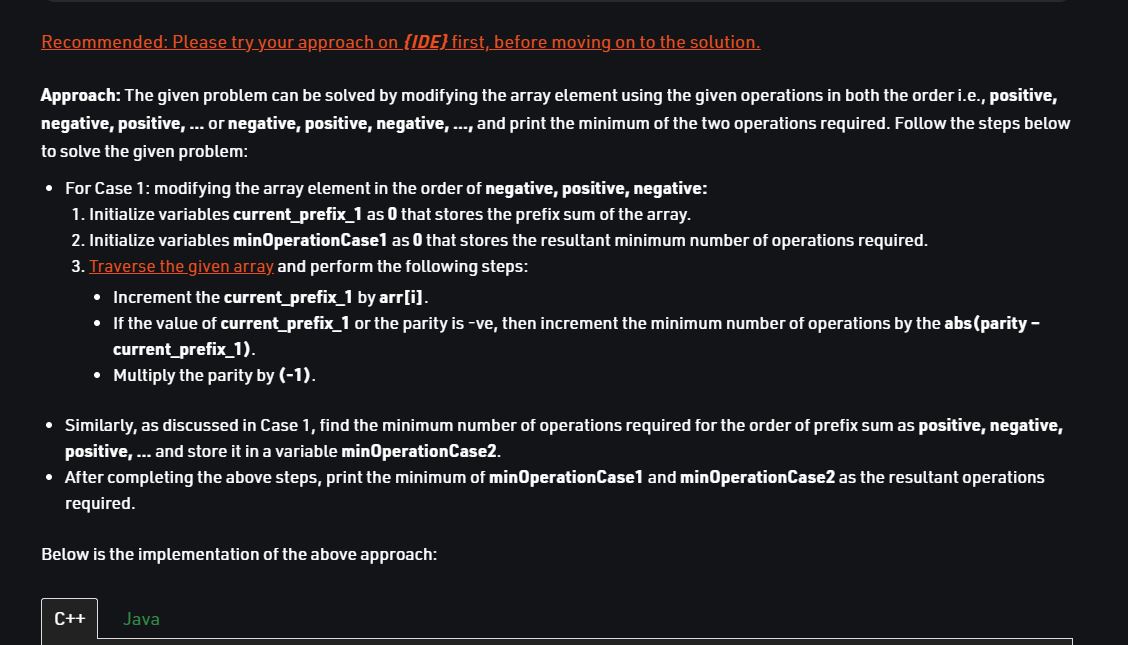 Recommended: Please try your approach on {IDE} first, before moving on to the solution.
Approach: The given problem can be solved by modifying the array element using the given operations in both the order i.e., positive,
negative, positive, ... or negative, positive, negative, ..., and print the minimum of the two operations required. Follow the steps below
to solve the given problem:
• For Case 1: modifying the array element in the order of negative, positive, negative:
1. Initialize variables current_prefix_1 as 0 that stores the prefix sum of the array.
2. Initialize variables minOperationCase1 as 0 that stores the resultant minimum number of operations required.
3. Traverse the given array and perform the following steps:
• Increment the current_prefix_1 by arr[i].
• If the value of current_prefix_1 or the parity is -ve, then increment the minimum number of operations by the abs(parity –
current_prefix_1).
• Multiply the parity by (-1).
• Similarly, as discussed in Case 1, find the minimum number of operations required for the order of prefix sum as positive, negative,
positive, ... and store it in a variable minOperationCase2.
• After completing the above steps, print the minimum of minOperationCase1 and minOperationCase2 as the resultant operations
required.
Below is the implementation of the above approach:
C++
Java